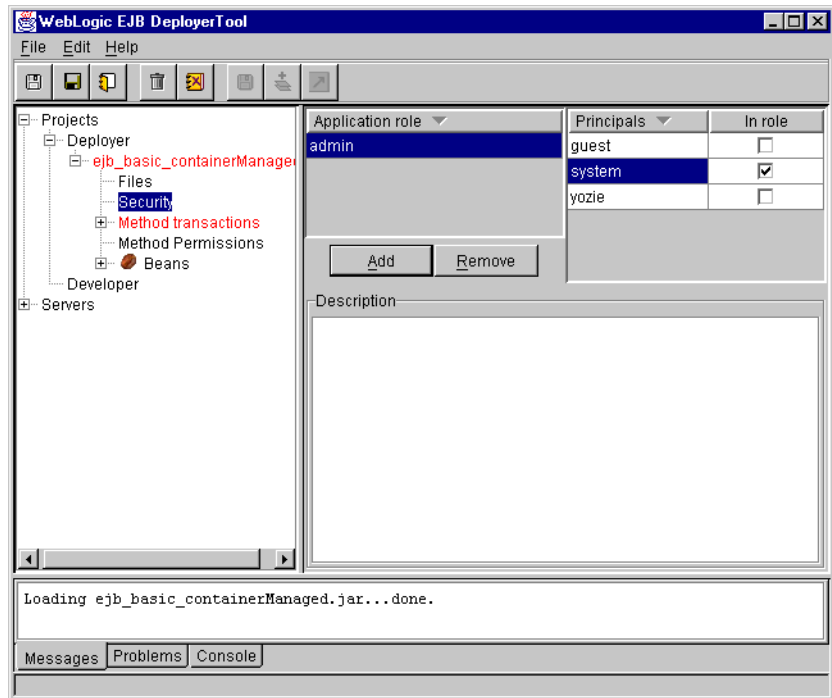 WebLogic EJB DeployerTool
File Edit Help
Projects
Deployer
ejb_basic_containerManaged
Files
Security
Method transactions
Method Permissions
Beans
Developer
Servers
Application role
admin
Add Remove
Principals In role
guest
system
yozie
Description
Loading ejb_basic_containerManaged.jar...done.
Messages Problems Console